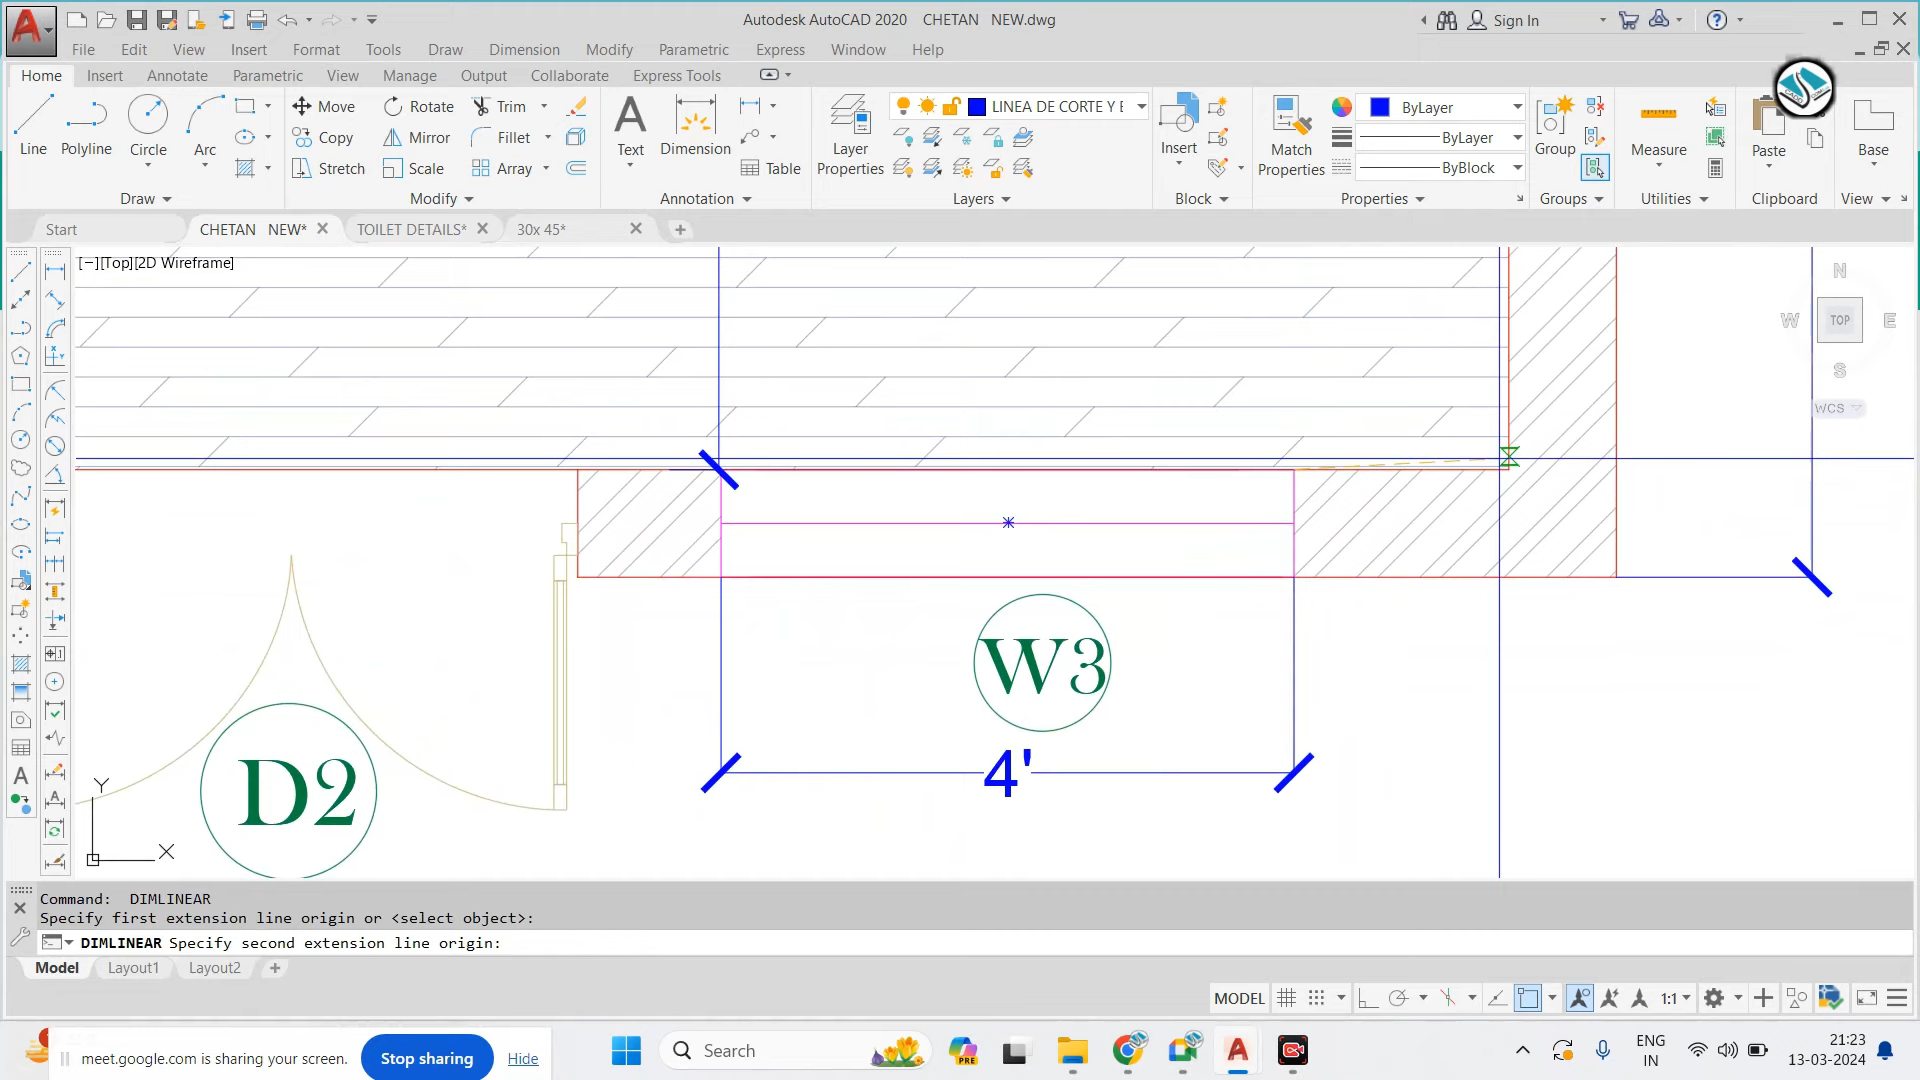 Autodesk AutoCAD 2020 CHETAN NEW.dwg
Sign In
File Edit View Insert Format Tools Draw Dimension Modify Parametric Express Window Help
Home Insert Annotate Parametric View Manage Output Collaborate Express Tools
Move Rotate Trim LINEA DE CORTE Y E ByLayer
Copy Mirror Fillet ByLayer
Line Polyline Circle Arc Text Dimension Layer Insert Match Group Measure Paste Base
Stretch Scale Array Table Properties Properties ByBlock
Draw Modify Annotation Layers Block Properties Groups Utilities Clipboard View
Start CHETAN NEW* TOILET DETAILS* 30x 45*
[−][Top][2D Wireframe]
N
W TOP E
S
WCS
W3
4'
D2
Y
X
Command: DIMLINEAR
Specify first extension line origin or <select object>:
DIMLINEAR Specify second extension line origin:
Model Layout1 Layout2
MODEL 1:1
meet.google.com is sharing your screen. Stop sharing Hide
Search
PRE
ENG
IN
21:23
13-03-2024